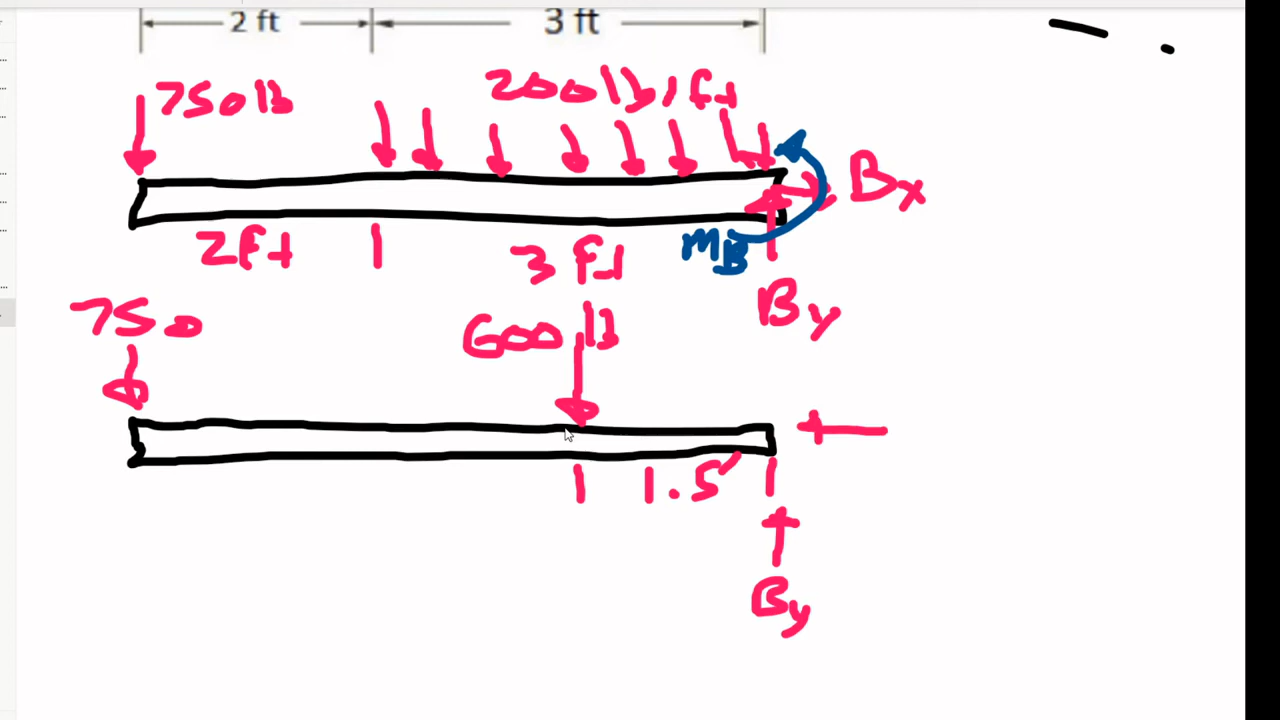 2 ft 3 ft
750 lb 200 lb/ft
Bx
2ft 3 ft MB
By
750 600 lb
1.5'
By